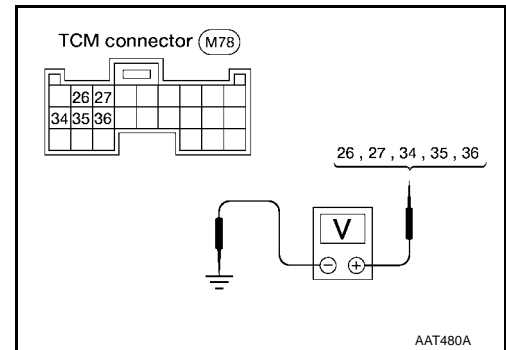 TCM connector (M78)
26 27
34 35 36
26 , 27 , 34 , 35 , 36
V
− +
AAT480A